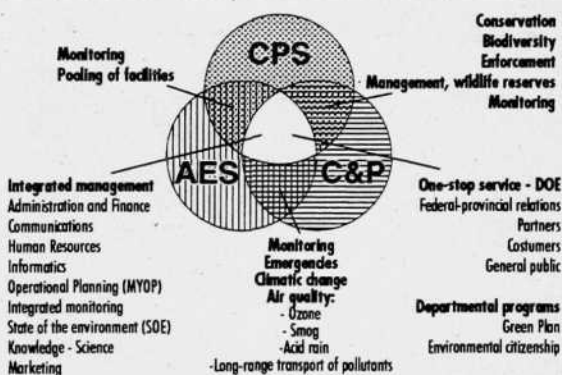 Conservation
Biodiversity
Enforcement
Management, wildlife reserves
Monitoring
Monitoring
Pooling of facilities
CPS
AES
C&P
Integrated management
Administration and Finance
Communications
Human Resources
Informatics
Operational Planning (MYOP)
Integrated monitoring
State of the environment (SOE)
Knowledge - Science
Marketing
Monitoring
Emergencies
Climatic change
Air quality:
- Ozone
- Smog
-Acid rain
-Long-range transport of pollutants
One-stop service - DOE
Federal-provincial relations
Partners
Costumers
General public
Departmental programs
Green Plan
Environmental citizenship